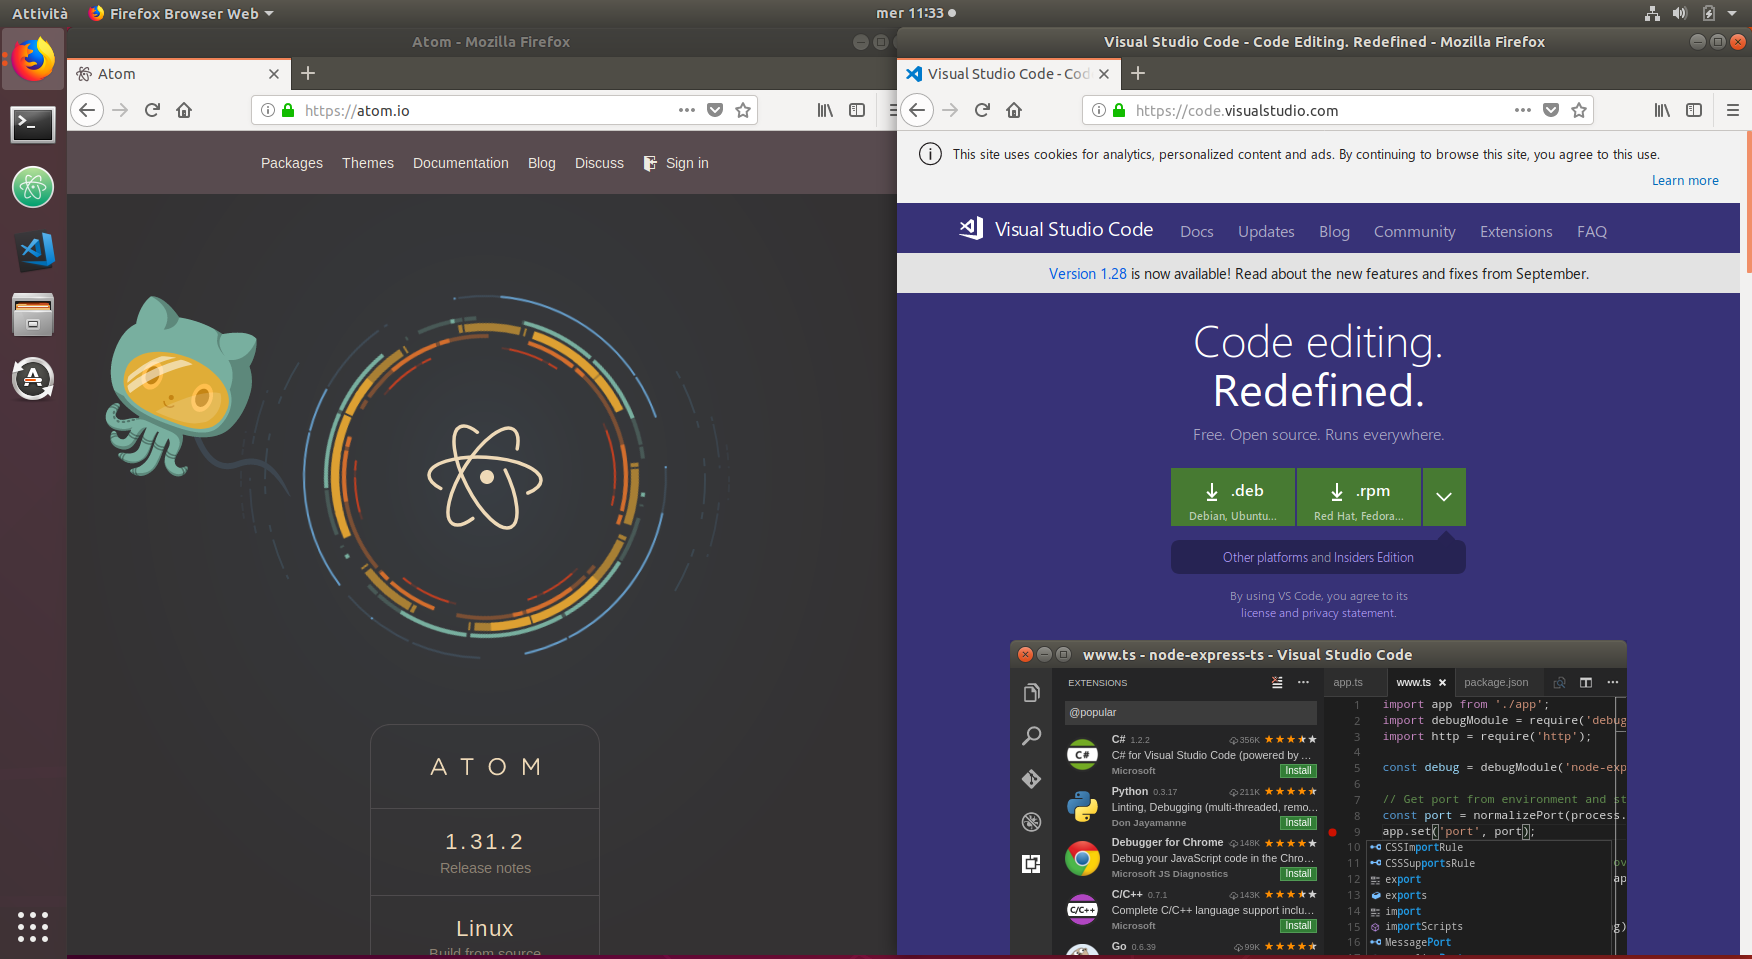 Attività
Firefox Browser Web
mer 11:33
Atom - Mozilla Firefox
Atom
https://atom.io
Packages
Themes
Documentation
Blog
Discuss
Sign in
ATOM
1.31.2
Release notes
Linux
Build from source
Visual Studio Code - Code Editing. Redefined - Mozilla Firefox
Visual Studio Code - Cod
https://code.visualstudio.com
This site uses cookies for analytics, personalized content and ads. By continuing to browse this site, you agree to this use.
Learn more
Visual Studio Code
Docs
Updates
Blog
Community
Extensions
FAQ
Version 1.28 is now available! Read about the new features and fixes from September.
Code editing.
Redefined.
Free. Open source. Runs everywhere.
.deb
Debian, Ubuntu...
.rpm
Red Hat, Fedora...
Other platforms and Insiders Edition
By using VS Code, you agree to its
license and privacy statement.
www.ts - node-express-ts - Visual Studio Code
EXTENSIONS
@popular
C# 1.2.2 356K
C# for Visual Studio Code (powered by ...
Microsoft Install
Python 0.3.17 211K
Linting, Debugging (multi-threaded, remo...
Don Jayamanne Install
Debugger for Chrome 148K
Debug your JavaScript code in the Chro...
Microsoft JS Diagnostics Install
C/C++ 0.7.1 143K
C/C++
Complete C/C++ language support inclu...
Microsoft Install
Go 0.6.39 99K
app.ts
www.ts
package.json
1 import app from './app';
2 import debugModule = require('debug
3 import http = require('http');
4
5 const debug = debugModule('node-exp
6
7 // Get port from environment and st
8 const port = normalizePort(process.
9 app.set('port', port);
10 CSSImportRule
11 CSSSupportsRule
12 export
13 exports
14 import
15 importScripts
16 MessagePort